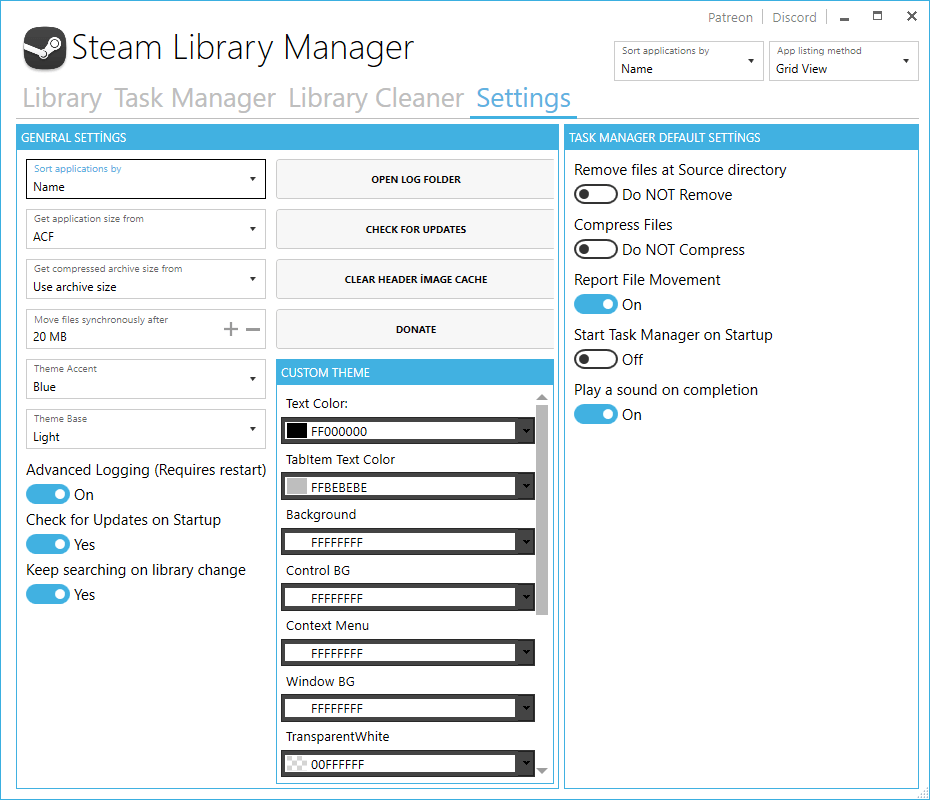 Patreon
Discord
Steam Library Manager
Sort applications by
Name
App listing method
Grid View
Library
Task Manager
Library Cleaner
Settings
GENERAL SETTİNGS
Sort applications by
Name
Get application size from
ACF
Get compressed archive size from
Use archive size
Move files synchronously after
20 MB
Theme Accent
Blue
Theme Base
Light
Advanced Logging (Requires restart)
On
Check for Updates on Startup
Yes
Keep searching on library change
Yes
OPEN LOG FOLDER
CHECK FOR UPDATES
CLEAR HEADER İMAGE CACHE
DONATE
CUSTOM THEME
Text Color:
FF000000
TabItem Text Color
FFBEBEBE
Background
FFFFFFFF
Control BG
FFFFFFFF
Context Menu
FFFFFFFF
Window BG
FFFFFFFF
TransparentWhite
00FFFFFF
TASK MANAGER DEFAULT SETTİNGS
Remove files at Source directory
Do NOT Remove
Compress Files
Do NOT Compress
Report File Movement
On
Start Task Manager on Startup
Off
Play a sound on completion
On